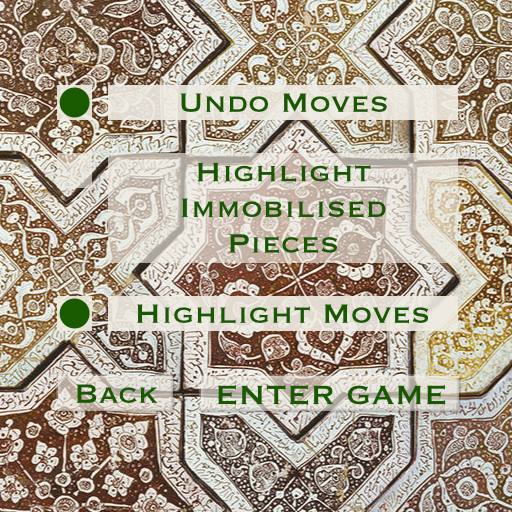 Undo Moves
Highlight
Immobilised
Pieces
Highlight Moves
Back
ENTER GAME